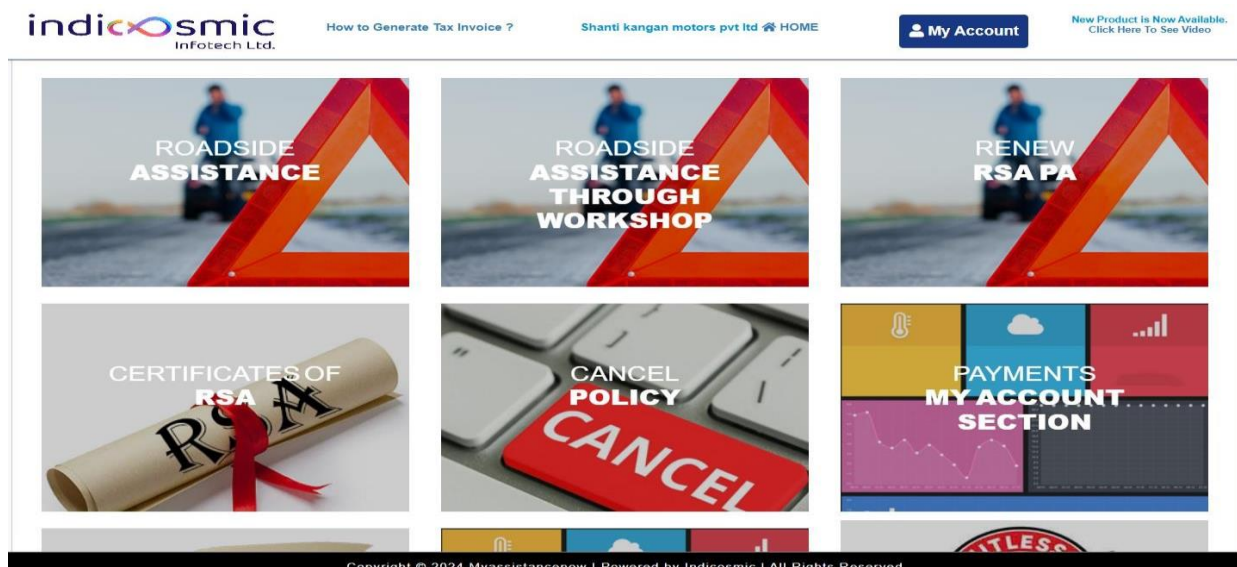 indicosmic
Infotech Ltd.
How to Generate Tax Invoice ?
Shanti kangan motors pvt ltd HOME
My Account
New Product is Now Available.
Click Here To See Video
ROADSIDE
ASSISTANCE
ROADSIDE
ASSISTANCE
THROUGH
WORKSHOP
RENEW
RSA PA
CERTIFICATES OF
RSA
RSA
CANCEL
POLICY
CANCEL
PAYMENTS
MY ACCOUNT
SECTION
Copyright © 2024 Myassistancenow | Powered by Indicosmic | All Rights Reserved